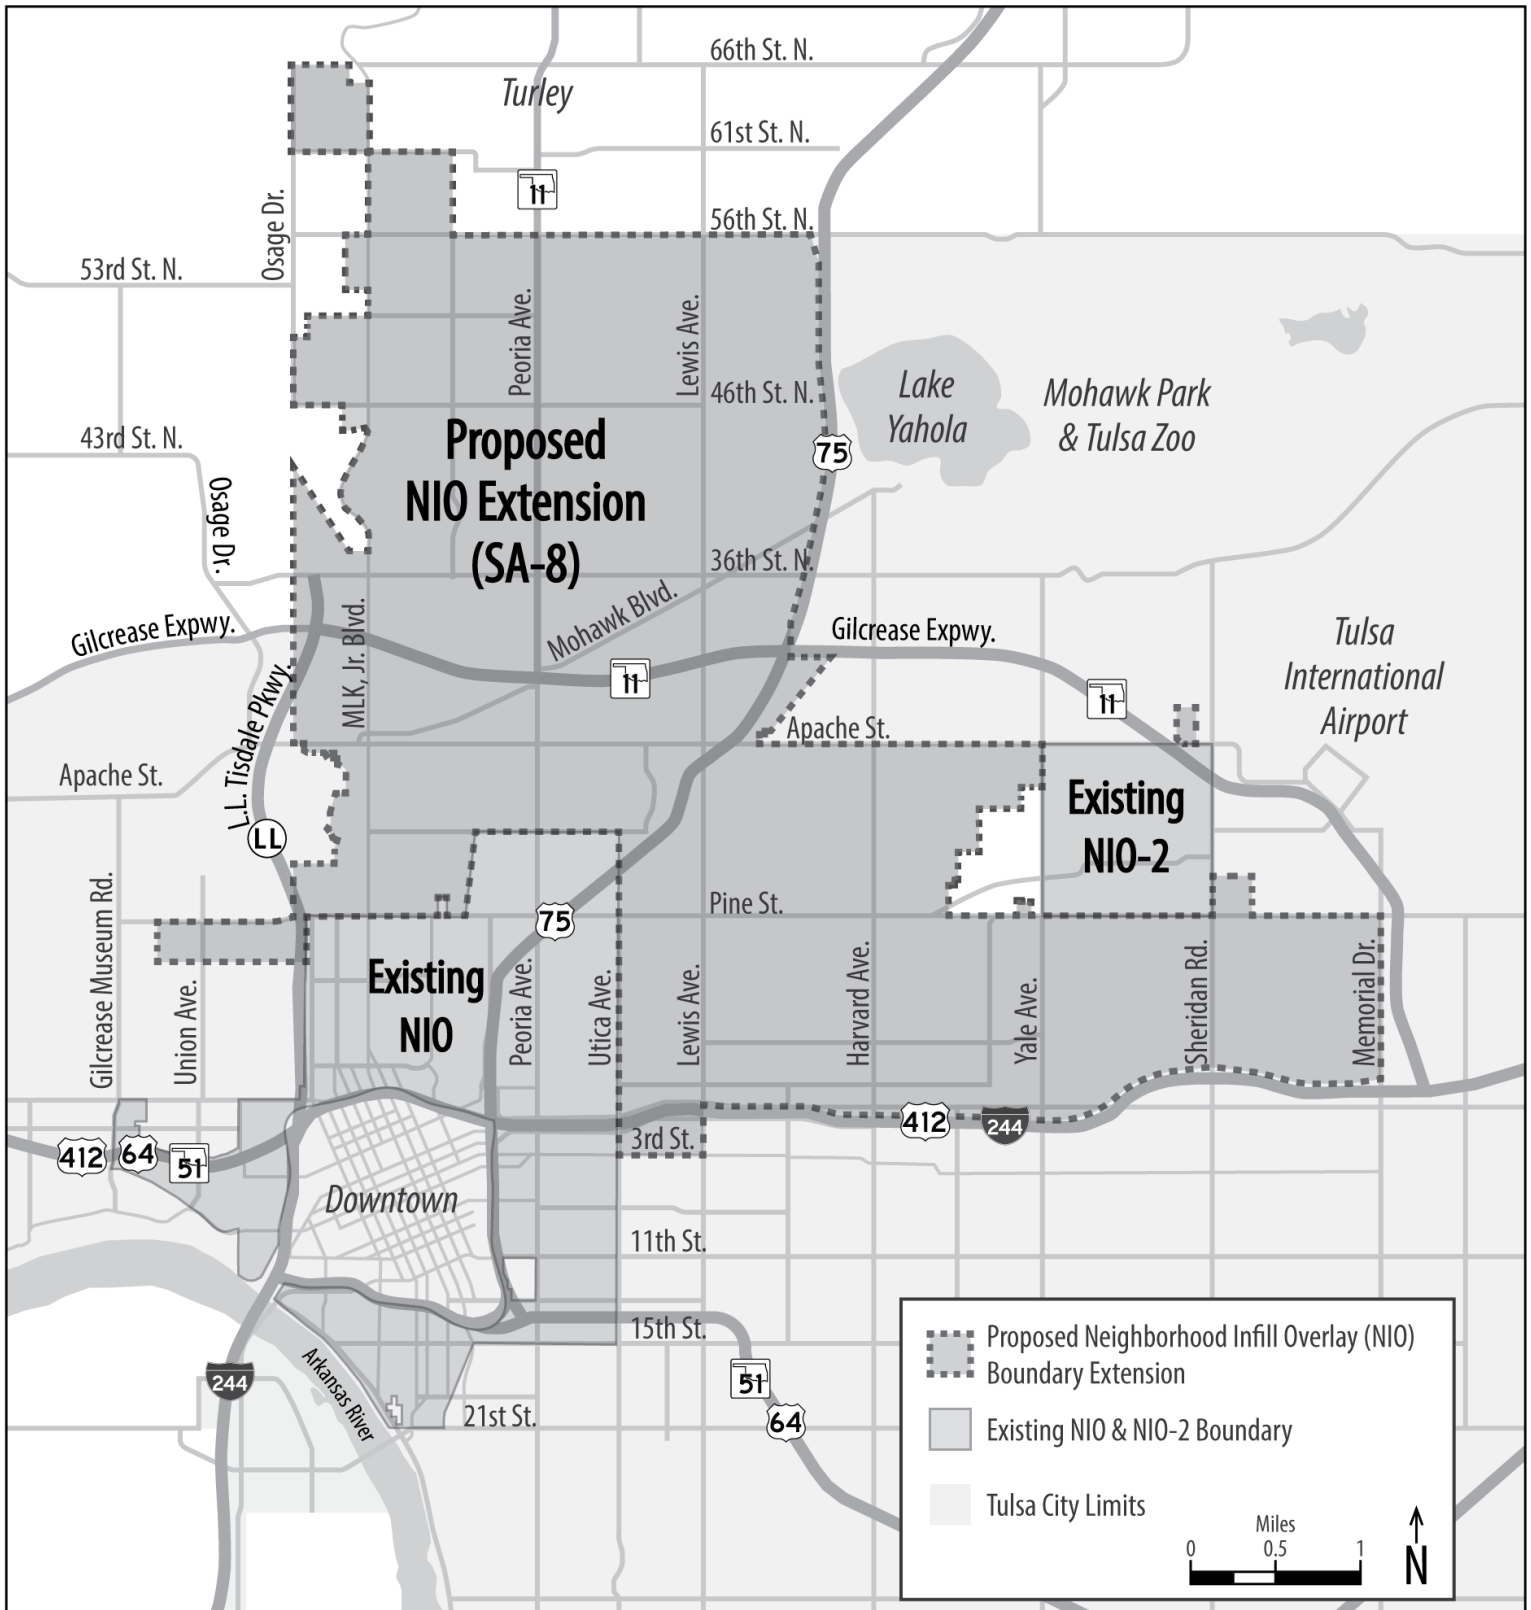 66th St. N.
Turley
61st St. N.
11
Osage Dr.
56th St. N.
53rd St. N.
Peoria Ave.
Lewis Ave.
Lake
Yahola
Mohawk Park
& Tulsa Zoo
46th St. N.
43rd St. N.
Proposed
NIO Extension
(SA-8)
75
Osage Dr.
36th St. N.
Mohawk Blvd.
MLK, Jr. Blvd.
Gilcrease Expwy.
Gilcrease Expwy.
Tulsa
International
Airport
11
11
L.L. Tisdale Pkwy.
Apache St.
Apache St.
LL
Existing
NIO-2
Pine St.
75
Gilcrease Museum Rd.
Union Ave.
Existing
NIO
Peoria Ave.
Utica Ave.
Lewis Ave.
Harvard Ave.
Yale Ave.
Sheridan Rd.
Memorial Dr.
412
244
3rd St.
412
64
51
Downtown
11th St.
15th St.
Arkansas River
244
51
64
21st St.
Proposed Neighborhood Infill Overlay (NIO)
Boundary Extension
Existing NIO & NIO-2 Boundary
Tulsa City Limits
Miles
0 0.5 1
N